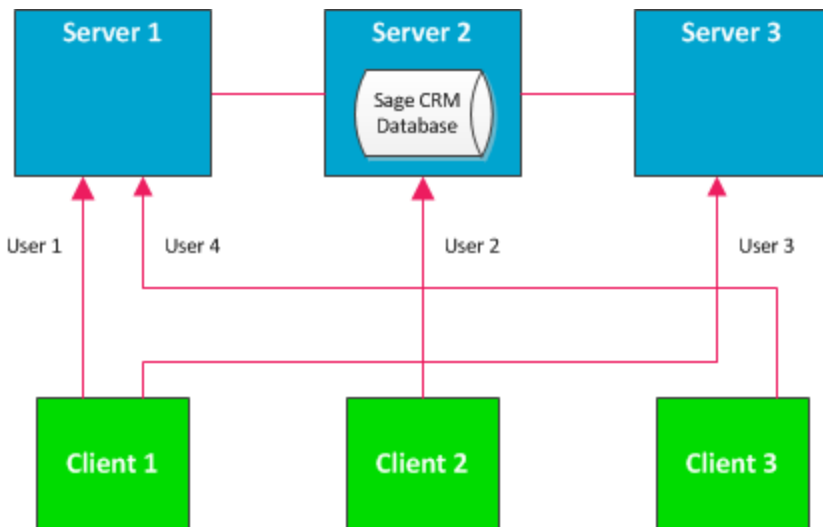 Server 1
Server 2
Server 3
Sage CRM
Database
User 1
User 4
User 2
User 3
Client 1
Client 2
Client 3